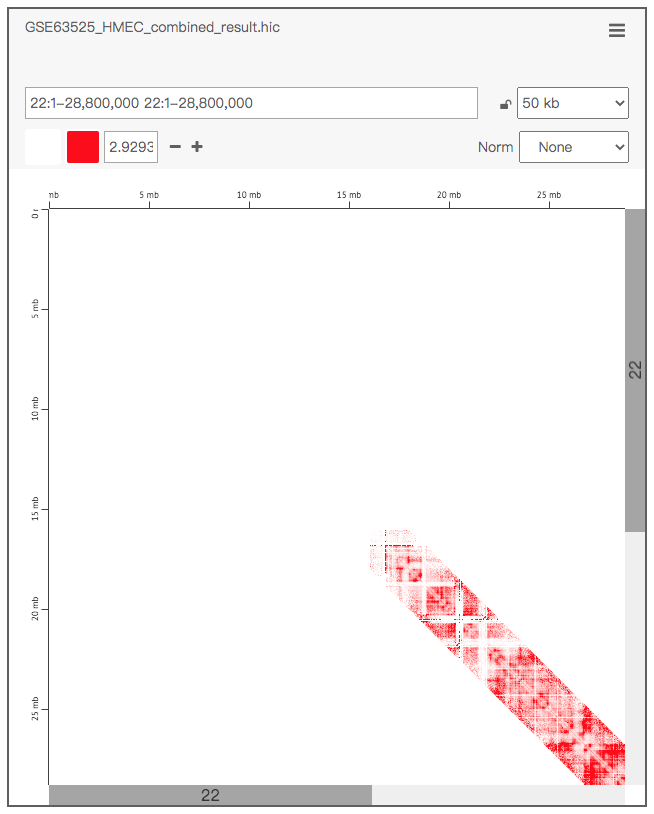 GSE63525_HMEC_combined_result.hic
22:1-28,800,000 22:1-28,800,000
50 kb
2.9293
Norm
None
mb
5 mb
10 mb
15 mb
20 mb
25 mb
0 r
5 mb
10 mb
15 mb
20 mb
25 mb
22
22